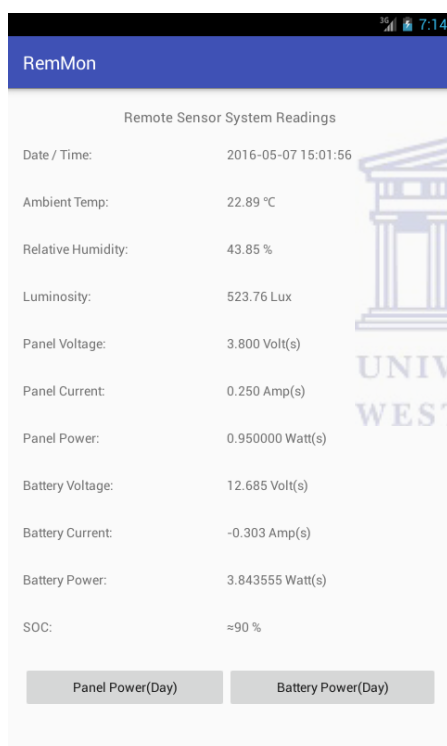 3G 7:14
RemMon
Remote Sensor System Readings
Date / Time: 2016-05-07 15:01:56
Ambient Temp: 22.89 ℃
Relative Humidity: 43.85 %
Luminosity: 523.76 Lux
Panel Voltage: 3.800 Volt(s)
UNIV
Panel Current: 0.250 Amp(s)
WEST
Panel Power: 0.950000 Watt(s)
Battery Voltage: 12.685 Volt(s)
Battery Current: -0.303 Amp(s)
Battery Power: 3.843555 Watt(s)
SOC: ≈90 %
Panel Power(Day) Battery Power(Day)